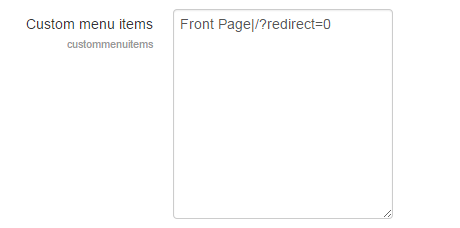 Custom menu items
custommenuitems
Front Page|/?redirect=0